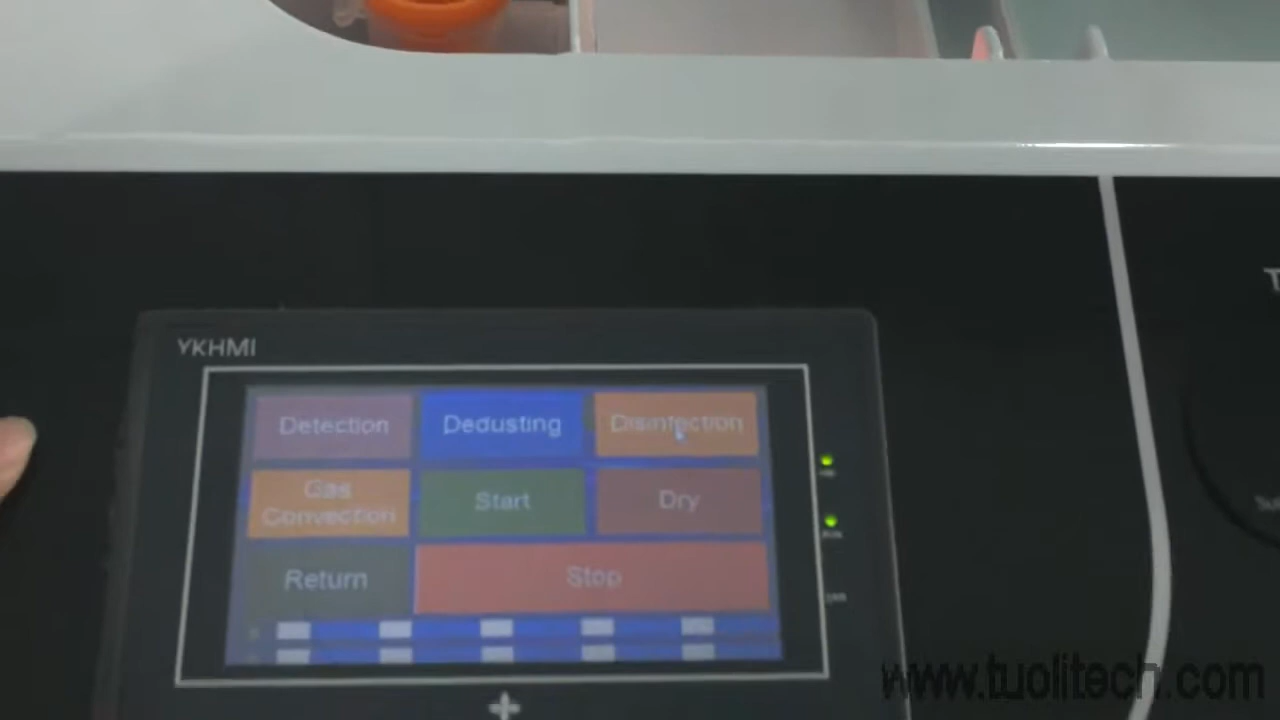 YKHMI
Detection
Dedusting
Disinfection
Gas
Convection
Start
Dry
Return
Stop
www.tuolitech.com